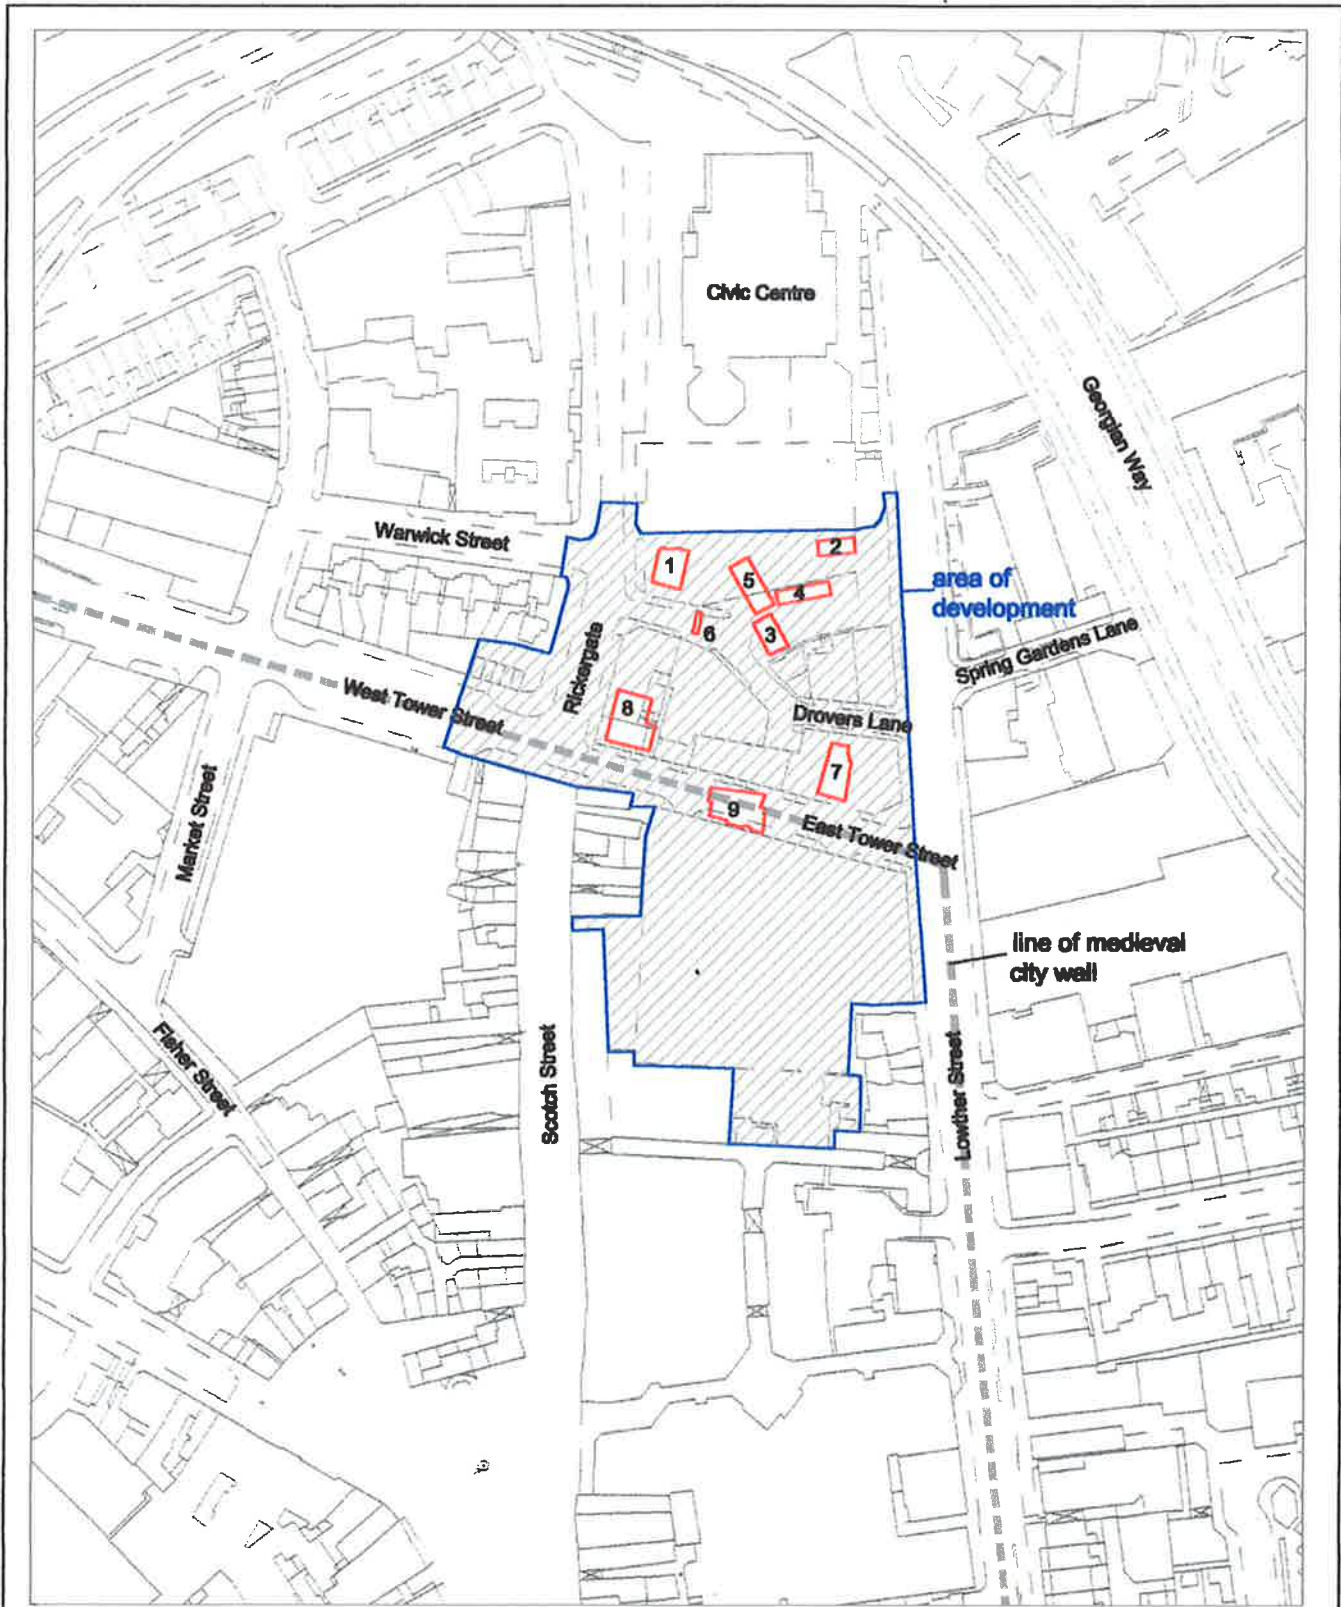 Civic Centre
Georgian Way
Warwick Street
1
2
5
4
area of
development
6
3
Rickergate
Spring Gardens Lane
West Tower Street
8
Drovers Lane
7
9
East Tower Street
Market Street
line of medieval
city wall
Fisher Street
Scotch Street
Lowther Street